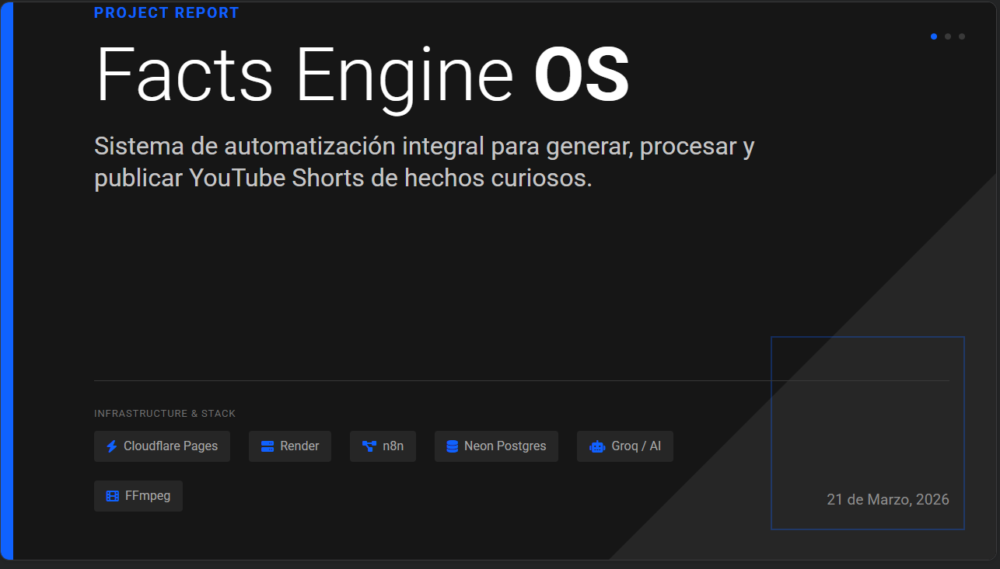 PROJECT REPORT
Facts Engine OS
Sistema de automatización integral para generar, procesar y
publicar YouTube Shorts de hechos curiosos.
INFRASTRUCTURE & STACK
Cloudflare Pages
Render
n8n
Neon Postgres
Groq / AI
FFmpeg
21 de Marzo, 2026